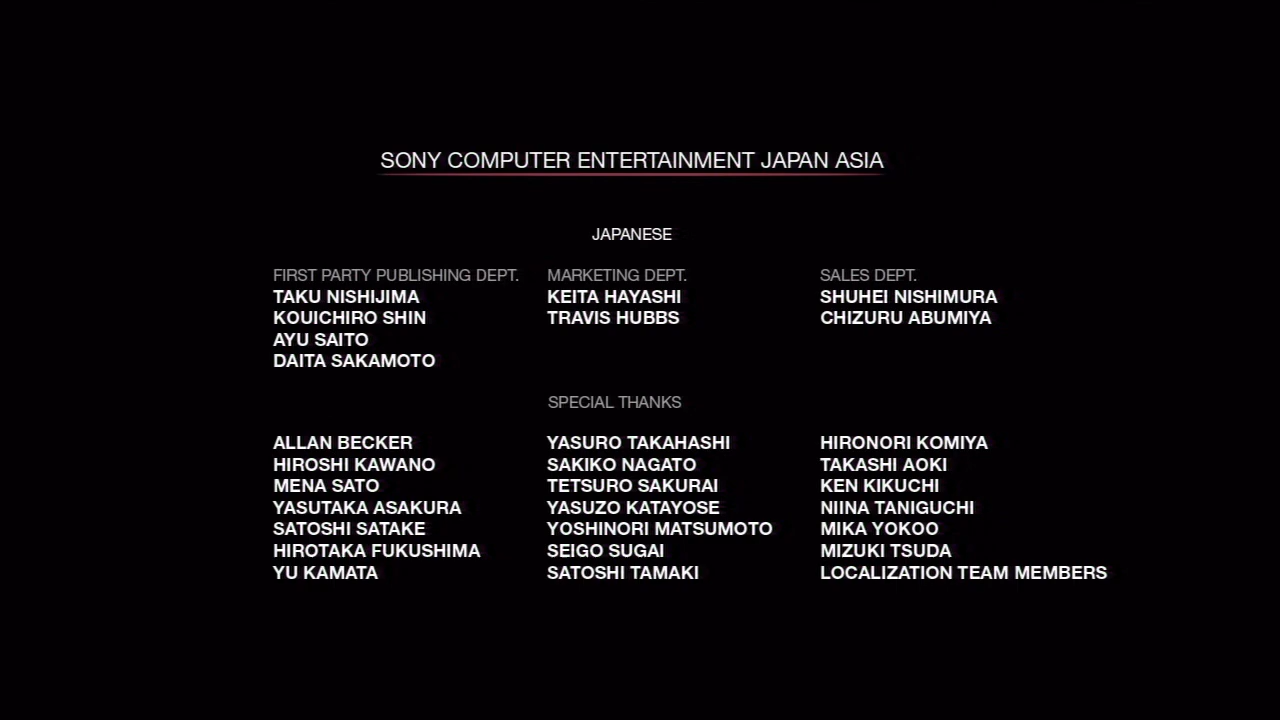 SONY COMPUTER ENTERTAINMENT JAPAN ASIA
JAPANESE
FIRST PARTY PUBLISHING DEPT.
TAKU NISHIJIMA
KOUICHIRO SHIN
AYU SAITO
DAITA SAKAMOTO
MARKETING DEPT.
KEITA HAYASHI
TRAVIS HUBBS
SALES DEPT.
SHUHEI NISHIMURA
CHIZURU ABUMIYA
SPECIAL THANKS
ALLAN BECKER
HIROSHI KAWANO
MENA SATO
YASUTAKA ASAKURA
SATOSHI SATAKE
HIROTAKA FUKUSHIMA
YU KAMATA
YASURO TAKAHASHI
SAKIKO NAGATO
TETSURO SAKURAI
YASUZO KATAYOSE
YOSHINORI MATSUMOTO
SEIGO SUGAI
SATOSHI TAMAKI
HIRONORI KOMIYA
TAKASHI AOKI
KEN KIKUCHI
NIINA TANIGUCHI
MIKA YOKOO
MIZUKI TSUDA
LOCALIZATION TEAM MEMBERS